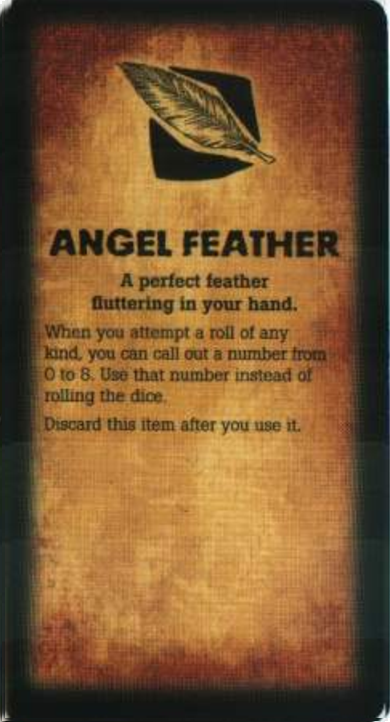 ANGEL FEATHER
A perfect feather
fluttering in your hand.
When you attempt a roll of any
kind, you can call out a number from
0 to 8. Use that number instead of
rolling the dice.
Discard this item after you use it.